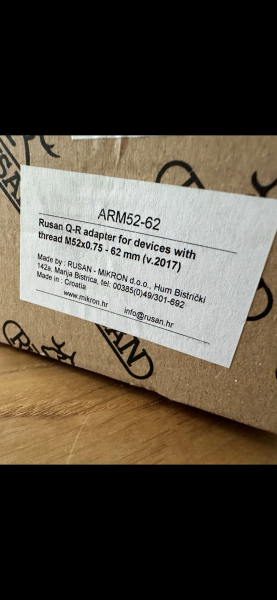 ARM52-62
Rusan Q-R adapter for devices with
thread M52x0.75 - 62 mm (v.2017)
Made by : RUSAN - MIKRON d.o.o., Hum Bistrički
142a, Marija Bistrica, tel: 00385(0)49/301-692
Made in : Croatia
www.mikron.hr info@rusan.hr